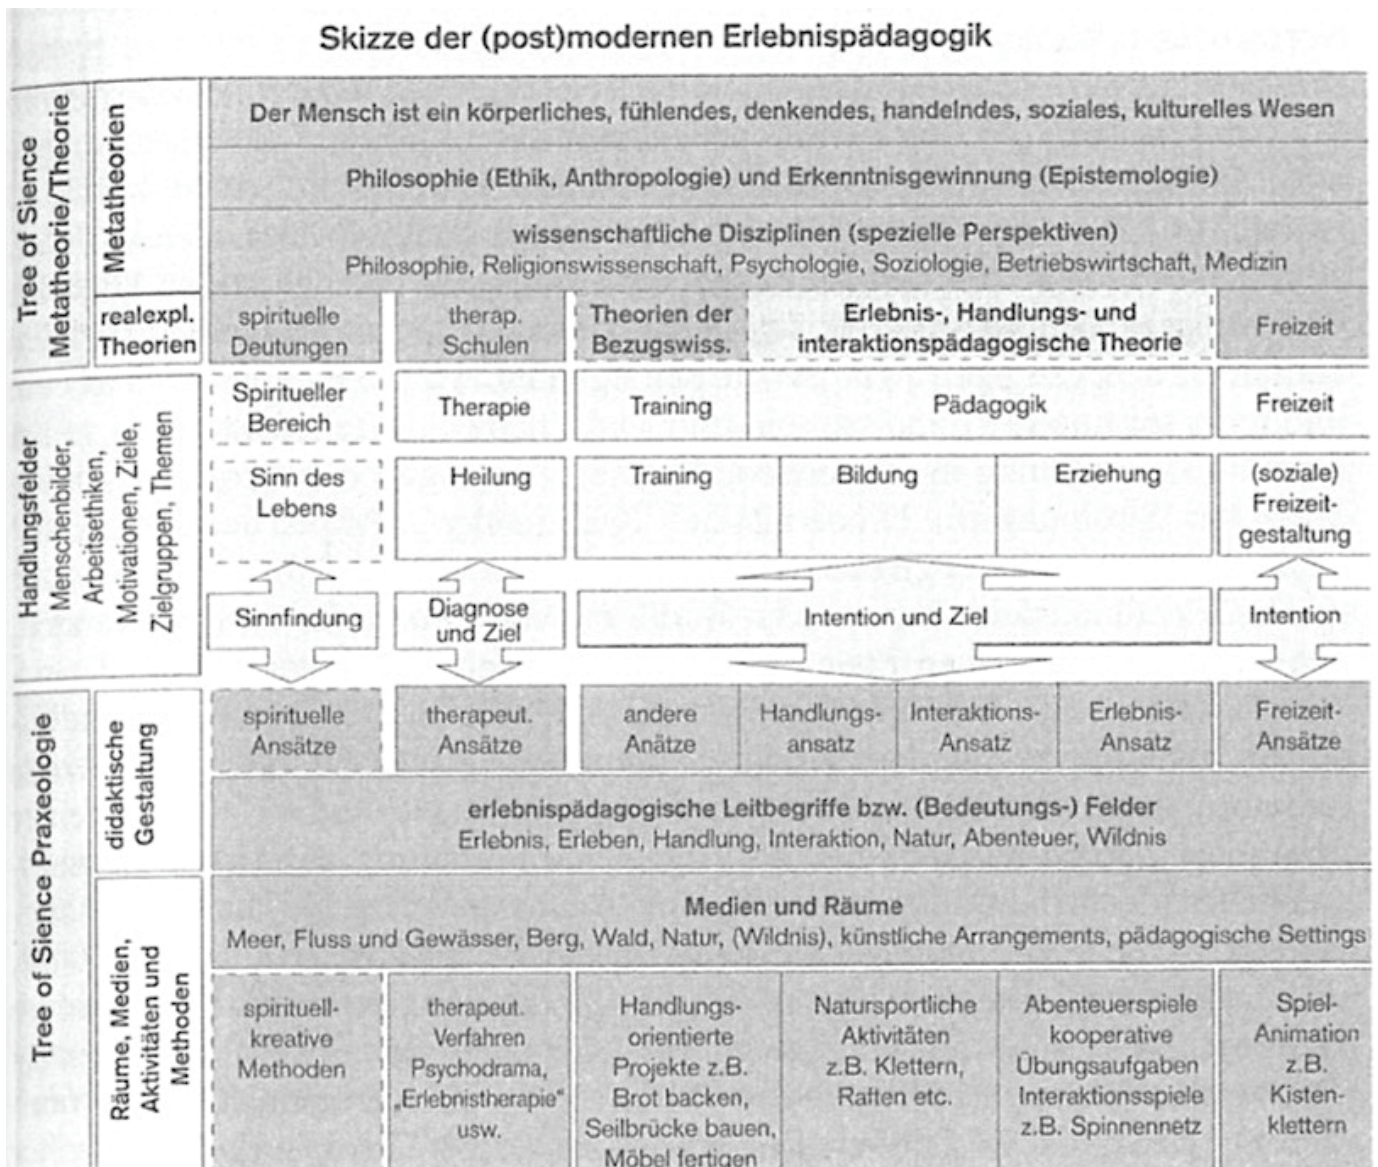 Skizze der (post)modernen Erlebnispädagogik
Tree of Sience
Metatheorie/Theorie
Metatheorien
Der Mensch ist ein körperliches, fühlendes, denkendes, handelndes, soziales, kulturelles Wesen
Philosophie (Ethik, Anthropologie) und Erkenntnisgewinnung (Epistemologie)
wissenschaftliche Disziplinen (spezielle Perspektiven)
Philosophie, Religionswissenschaft, Psychologie, Soziologie, Betriebswirtschaft, Medizin
realexpl.
Theorien
spirituelle
Deutungen
therap.
Schulen
Theorien der
Bezugswiss.
Erlebnis-, Handlungs- und
interaktionspädagogische Theorie
Freizeit
Handlungsfelder
Menschenbilder,
Arbeitsethiken,
Motivationen, Ziele,
Zielgruppen, Themen
Spiritueller
Bereich
Therapie
Training
Pädagogik
Freizeit
Sinn des
Lebens
Heilung
Training
Bildung
Erziehung
(soziale)
Freizeit-
gestaltung
Sinnfindung
Diagnose
und Ziel
Intention und Ziel
Intention
Tree of Sience Praxeologie
didaktische
Gestaltung
spirituelle
Ansätze
therapeut.
Ansätze
andere
Anätze
Handlungs-
ansatz
Interaktions-
Ansatz
Erlebnis-
Ansatz
Freizeit-
Ansätze
erlebnispädagogische Leitbegriffe bzw. (Bedeutungs-) Felder
Erlebnis, Erleben, Handlung, Interaktion, Natur, Abenteuer, Wildnis
Räume, Medien,
Aktivitäten und
Methoden
Medien und Räume
Meer, Fluss und Gewässer, Berg, Wald, Natur, (Wildnis), künstliche Arrangements, pädagogische Settings
spirituell-
kreative
Methoden
therapeut.
Verfahren
Psychodrama,
„Erlebnistherapie“
usw.
Handlungs-
orientierte
Projekte z.B.
Brot backen,
Seilbrücke bauen,
Möbel fertigen
Natursportliche
Aktivitäten
z.B. Klettern,
Raften etc.
Abenteuerspiele
kooperative
Übungsaufgaben
Interaktionsspiele
z.B. Spinnennetz
Spiel-
Animation
z.B.
Kisten-
klettern